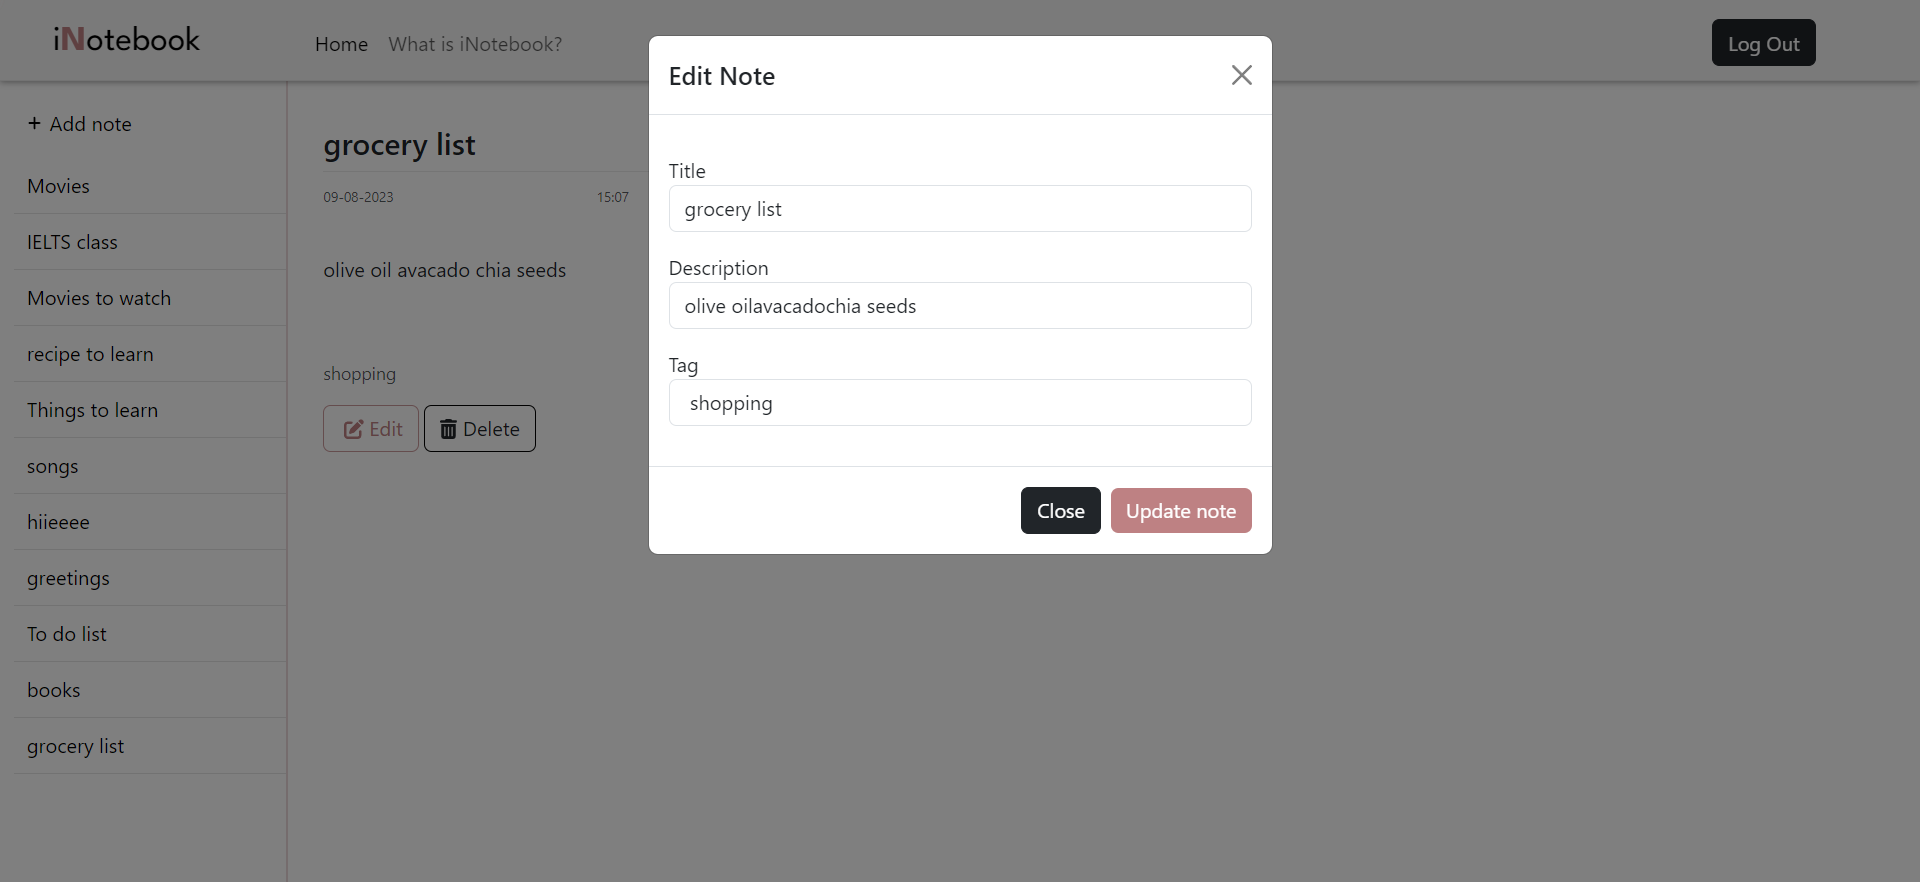 iNotebook
Home
What is iNotebook?
Log Out
+ Add note
Movies
IELTS class
Movies to watch
recipe to learn
Things to learn
songs
hiieeee
greetings
To do list
books
grocery list
grocery list
09-08-2023 15:07
olive oil avacado chia seeds
shopping
Edit
Delete
Edit Note
Title
grocery list
Description
olive oilavacadochia seeds
Tag
shopping
Close
Update note